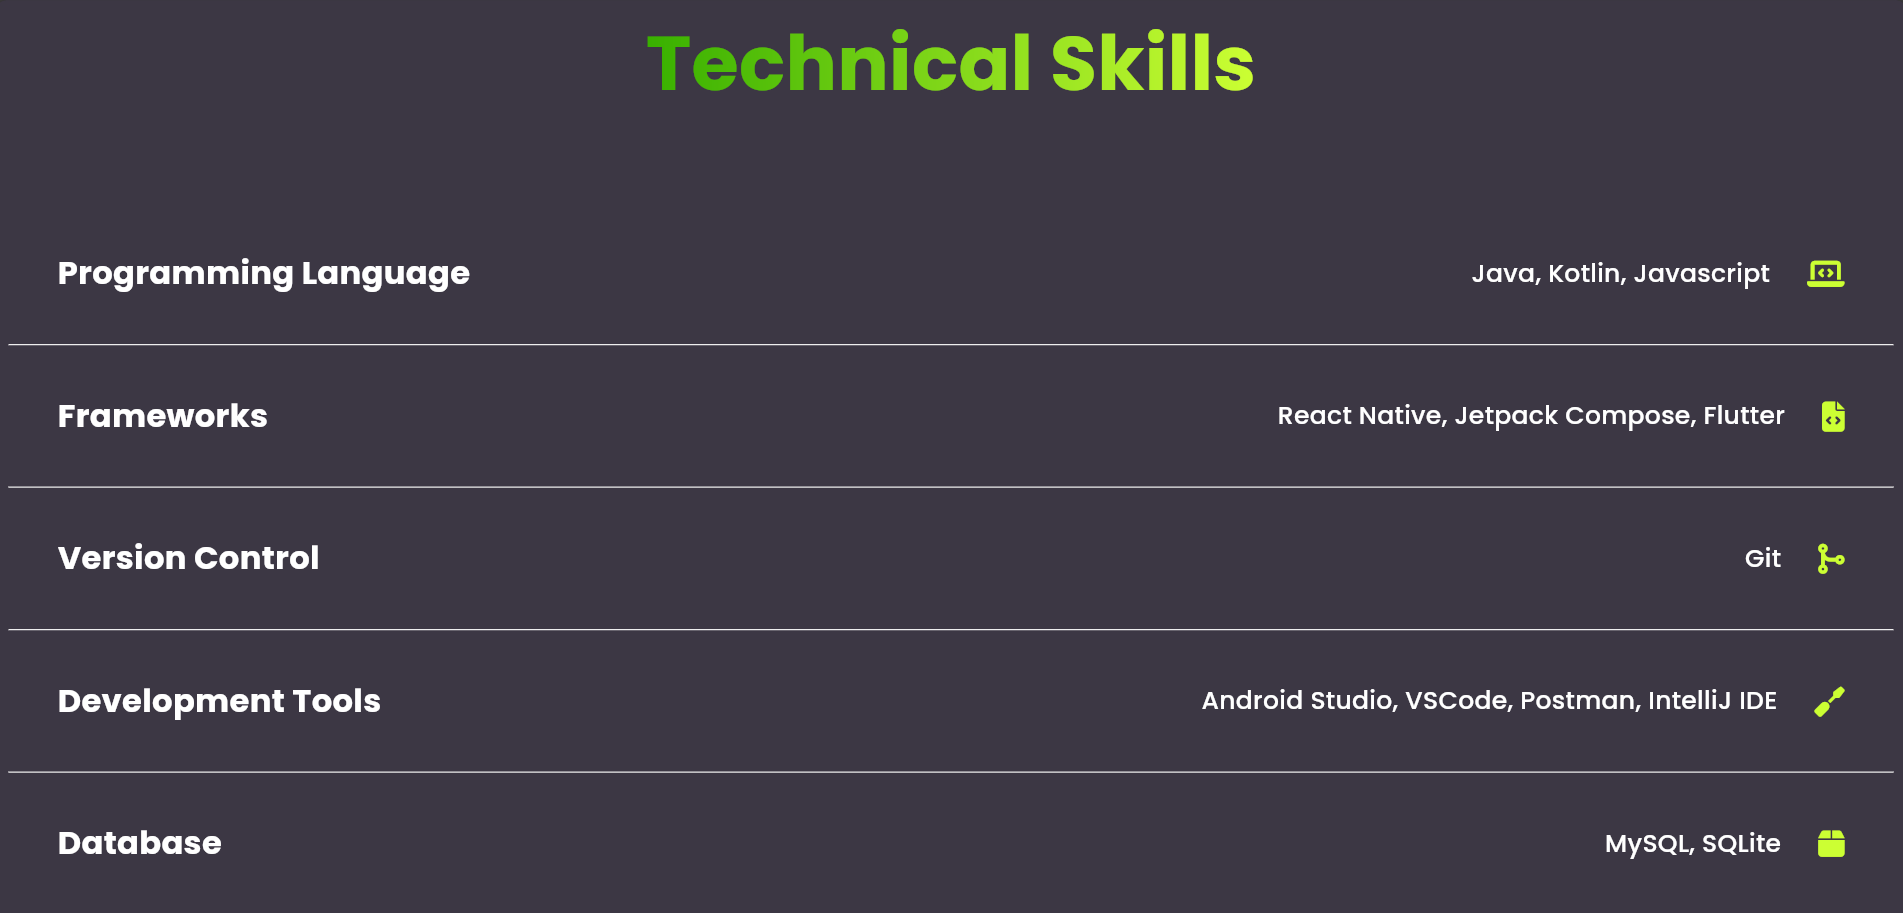 Technical Skills
Programming Language
Java, Kotlin, Javascript
Frameworks
React Native, Jetpack Compose, Flutter
Version Control
Git
Development Tools
Android Studio, VSCode, Postman, IntelliJ IDE
Database
MySQL, SQLite